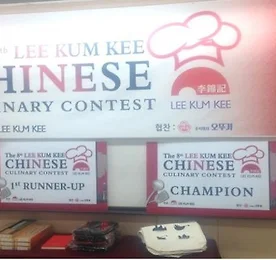 th LEE KUM KEE
CHINESE
CULINARY CONTEST
李錦記
LEE KUM KEE
LEE KUM KEE
협찬 : 오뚜기
The 8th LEE KUM KEE
CHINESE
CULINARY CONTEST
1st RUNNER-UP
The 8th LEE KUM KEE
CHINESE
CULINARY CONTEST
CHAMPION